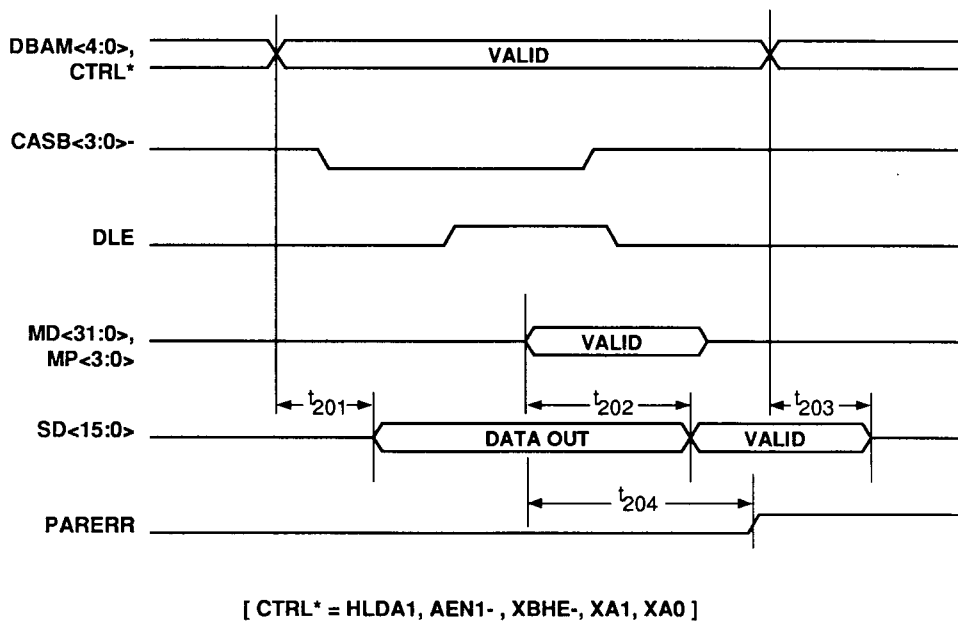 DBAM<4:0>,
CTRL*
VALID
CASB<3:0>-
DLE
MD<31:0>,
MP<3:0>
VALID
t201
t202
t203
SD<15:0>
DATA OUT
VALID
t204
PARERR
[ CTRL* = HLDA1, AEN1- , XBHE-, XA1, XA0 ]